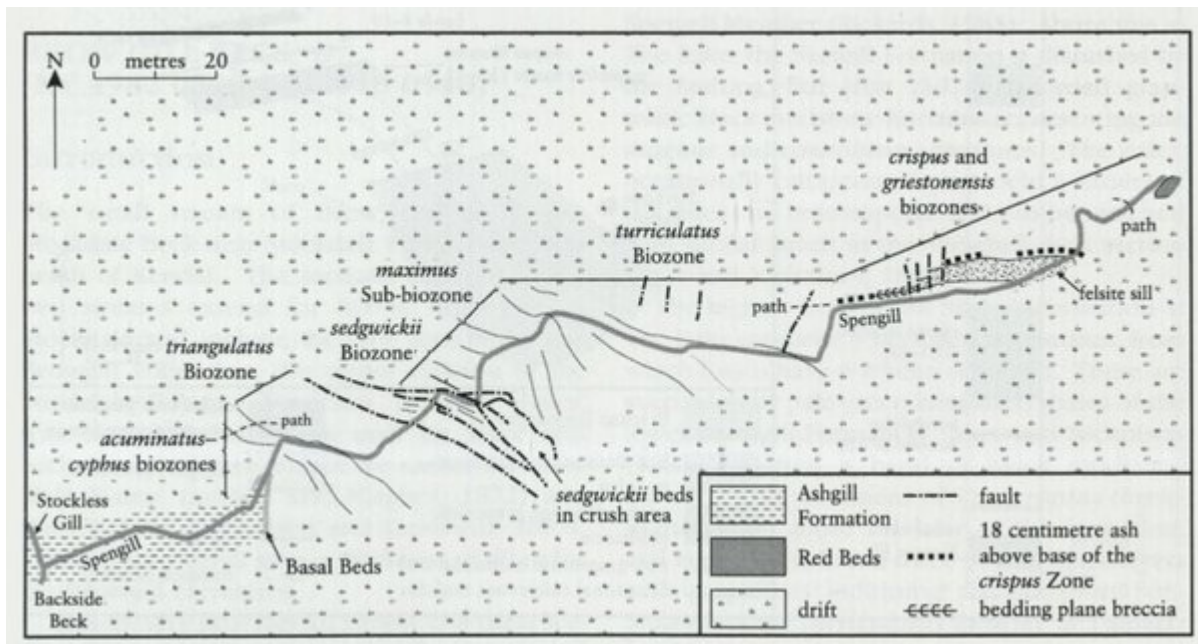 N
0 metres 20
crispus and
griestonensis
biozones
path
turriculatus
Biozone
maximus
Sub-biozone
path
Spengill
felsite sill
sedgwickii
Biozone
triangulatus
Biozone
path
acuminatus
cyphus biozones
Stockless
Gill
sedgwickii beds
in crush area
Spengill
Basal Beds
Backside
Beck
Ashgill
Formation
Red Beds
drift
fault
18 centimetre ash
above base of the
crispus Zone
bedding plane breccia